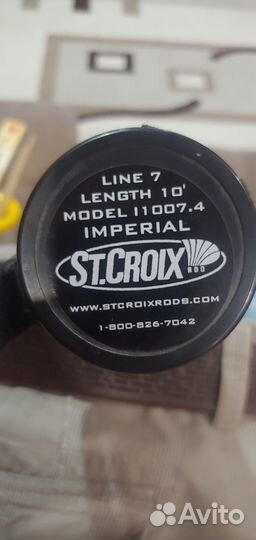 LINE 7
LENGTH 10'
MODEL I1007.4
IMPERIAL
ST.CROIX
ROD
WWW.STCROIXRODS.COM
1-800-826-7042
Avito